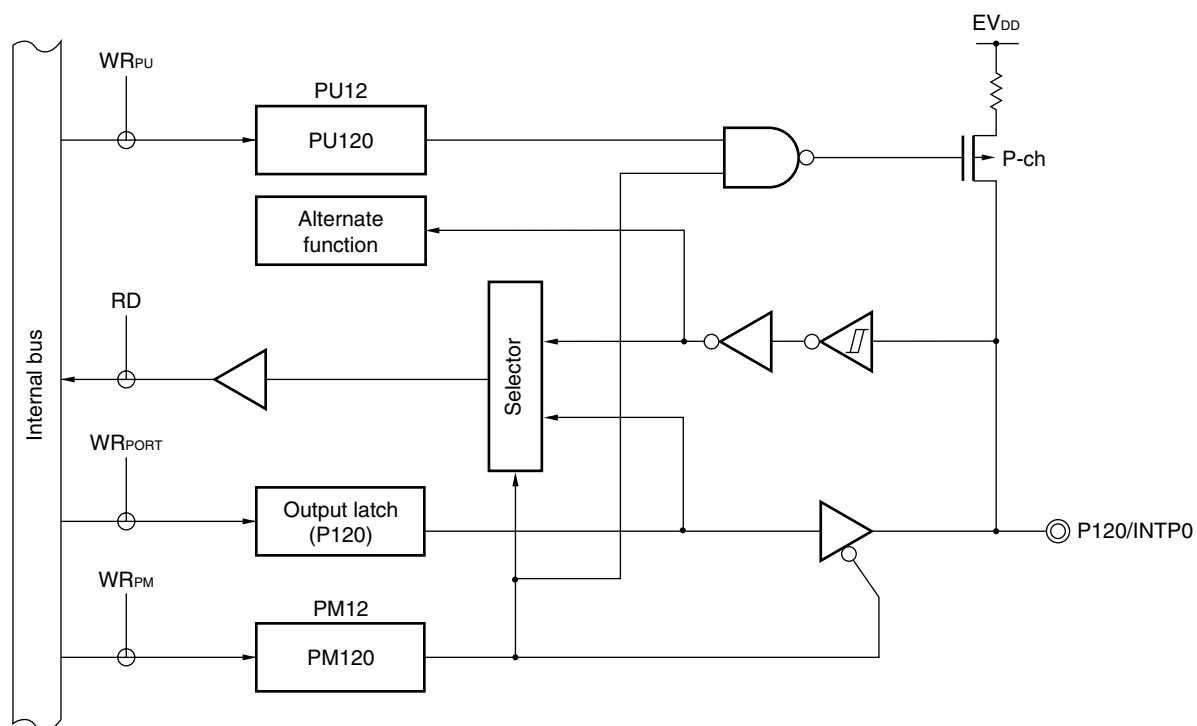 EVDD
WRPU
PU12
PU120
P-ch
Alternate
function
RD
Internal bus
Selector
WRPORT
Output latch
(P120)
P120/INTP0
WRPM
PM12
PM120